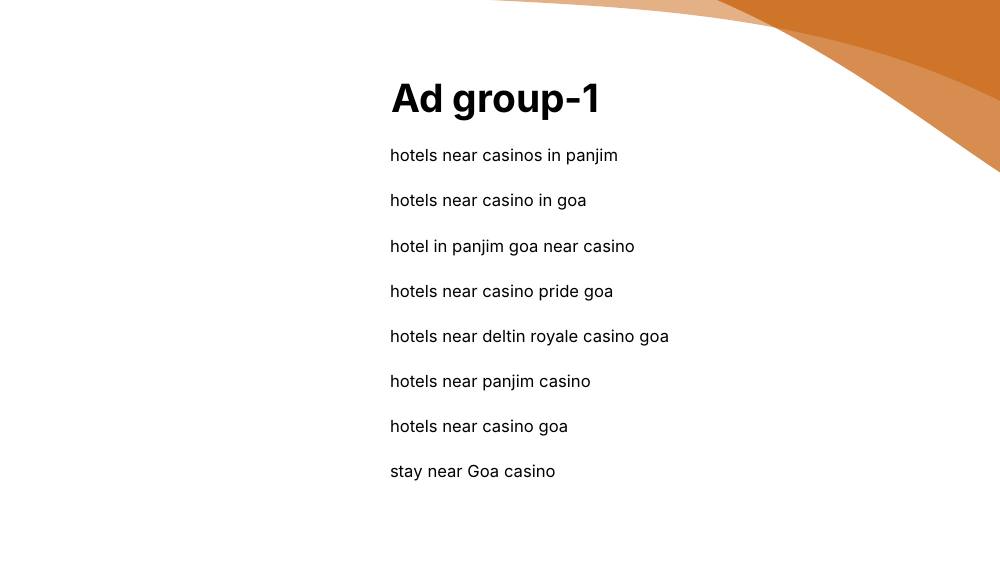 Ad group-1
hotels near casinos in panjim
hotels near casino in goa
hotel in panjim goa near casino
hotels near casino pride goa
hotels near deltin royale casino goa
hotels near panjim casino
hotels near casino goa
stay near Goa casino